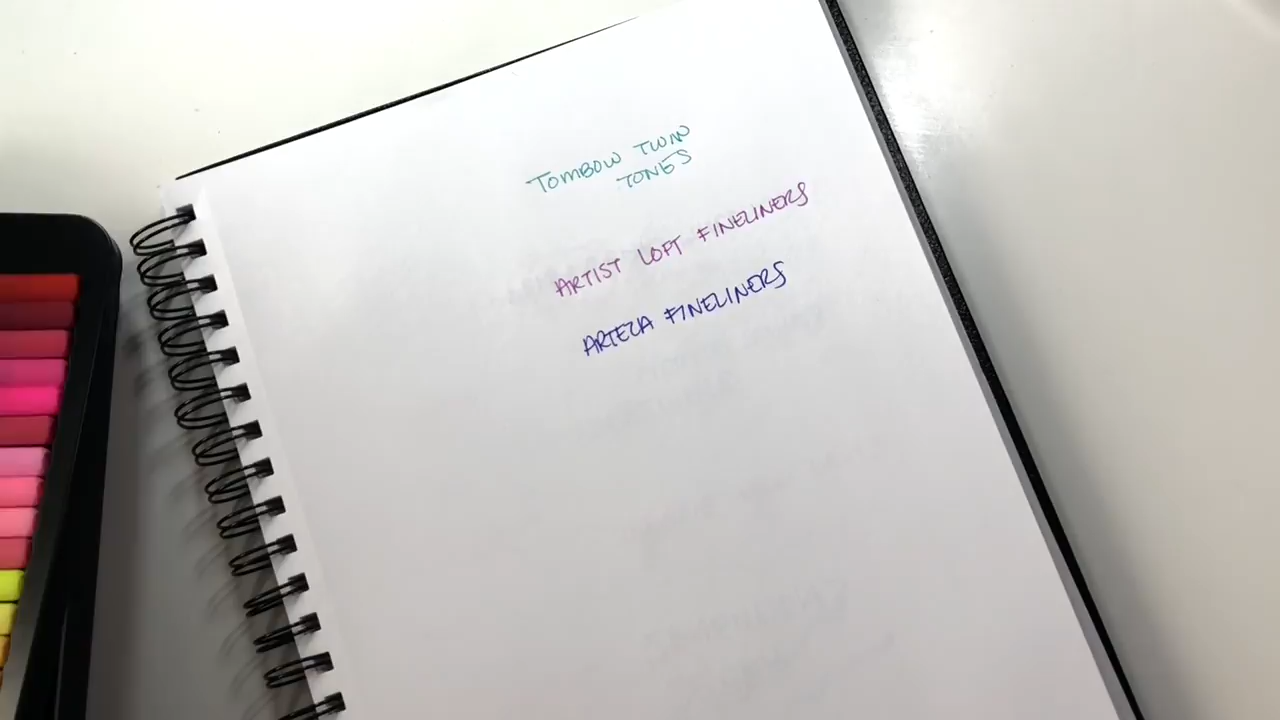 TOMBOW TWIN
TONES
ARTIST LOFT FINELINERS
ARTEZA FINELINERS